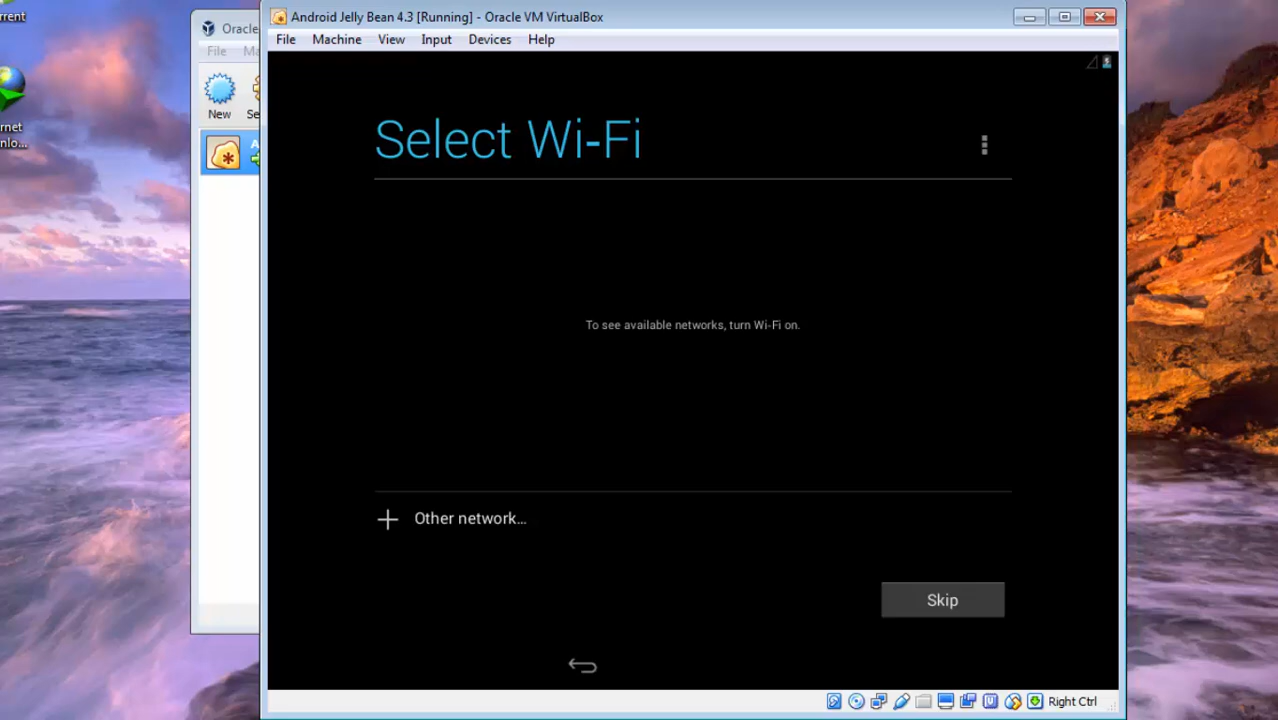 rrent
rnet
nlo...
Oracle
File
New
Android Jelly Bean 4.3 [Running] - Oracle VM VirtualBox
File Machine View Input Devices Help
Select Wi-Fi
To see available networks, turn Wi-Fi on.
Other network...
Skip
Right Ctrl